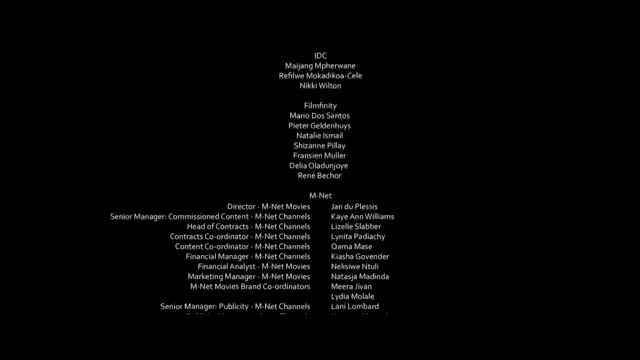 IDC
Maijang Mpherwane
Refilwe Mokadikoa-Cele
Nikki Wilton
Filmfinity
Mario Dos Santos
Pieter Geldenhuys
Natalie Ismail
Shizanne Pillay
Fransien Muller
Delia Oladunjoye
René Bechor
M-Net
Director - M-Net Movies Jan du Plessis
Senior Manager: Commissioned Content - M-Net Channels Kaye Ann Williams
Head of Contracts - M-Net Channels Lizelle Slabber
Contracts Co-ordinator - M-Net Channels Lynita Padiachy
Content Co-ordinator - M-Net Channels Qama Mase
Financial Manager - M-Net Channels Kiasha Govender
Financial Analyst - M-Net Movies Nelisiwe Ntuli
Marketing Manager - M-Net Movies Natasja Madinda
M-Net Movies Brand Co-ordinators Meera Jivan
Lydia Molale
Senior Manager: Publicity - M-Net Channels Lani Lombard